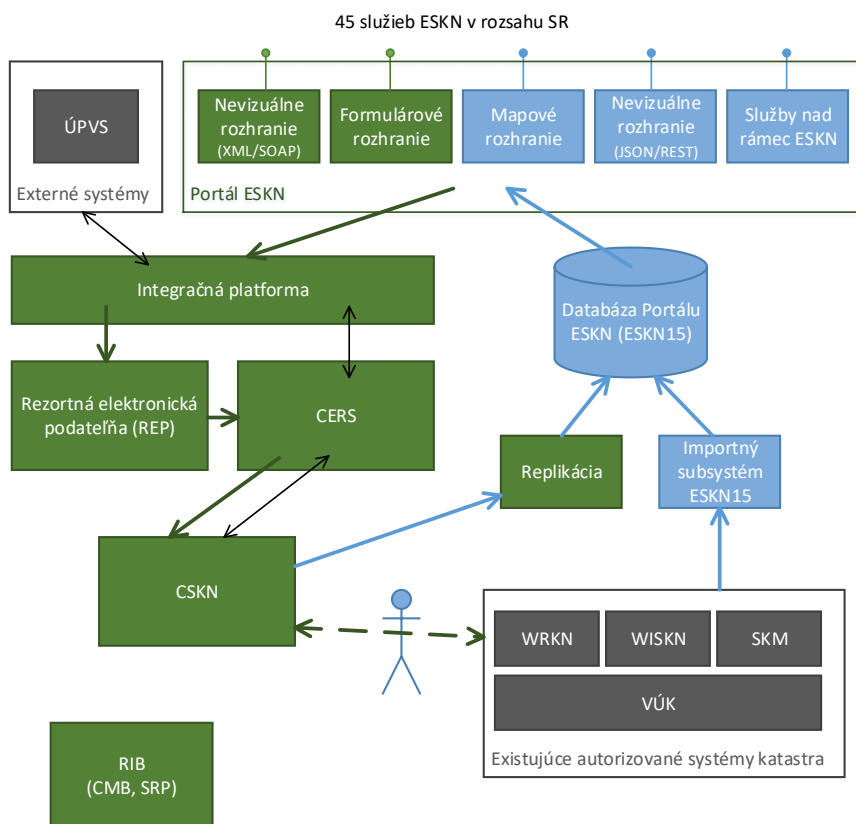 45 služieb ESKN v rozsahu SR
ÚPVS
Externé systémy
Nevizuálne
rozhranie
(XML/SOAP)
Formulárové
rozhranie
Mapové
rozhranie
Nevizuálne
rozhranie
(JSON/REST)
Služby nad
rámec ESKN
Portál ESKN
Integračná platforma
Databáza Portálu
ESKN (ESKN15)
Rezortná elektronická
podateľňa (REP)
CERS
Replikácia
Importný
subsystém
ESKN15
CSKN
WRKN
WISKN
SKM
VÚK
Existujúce autorizované systémy katastra
RIB
(CMB, SRP)